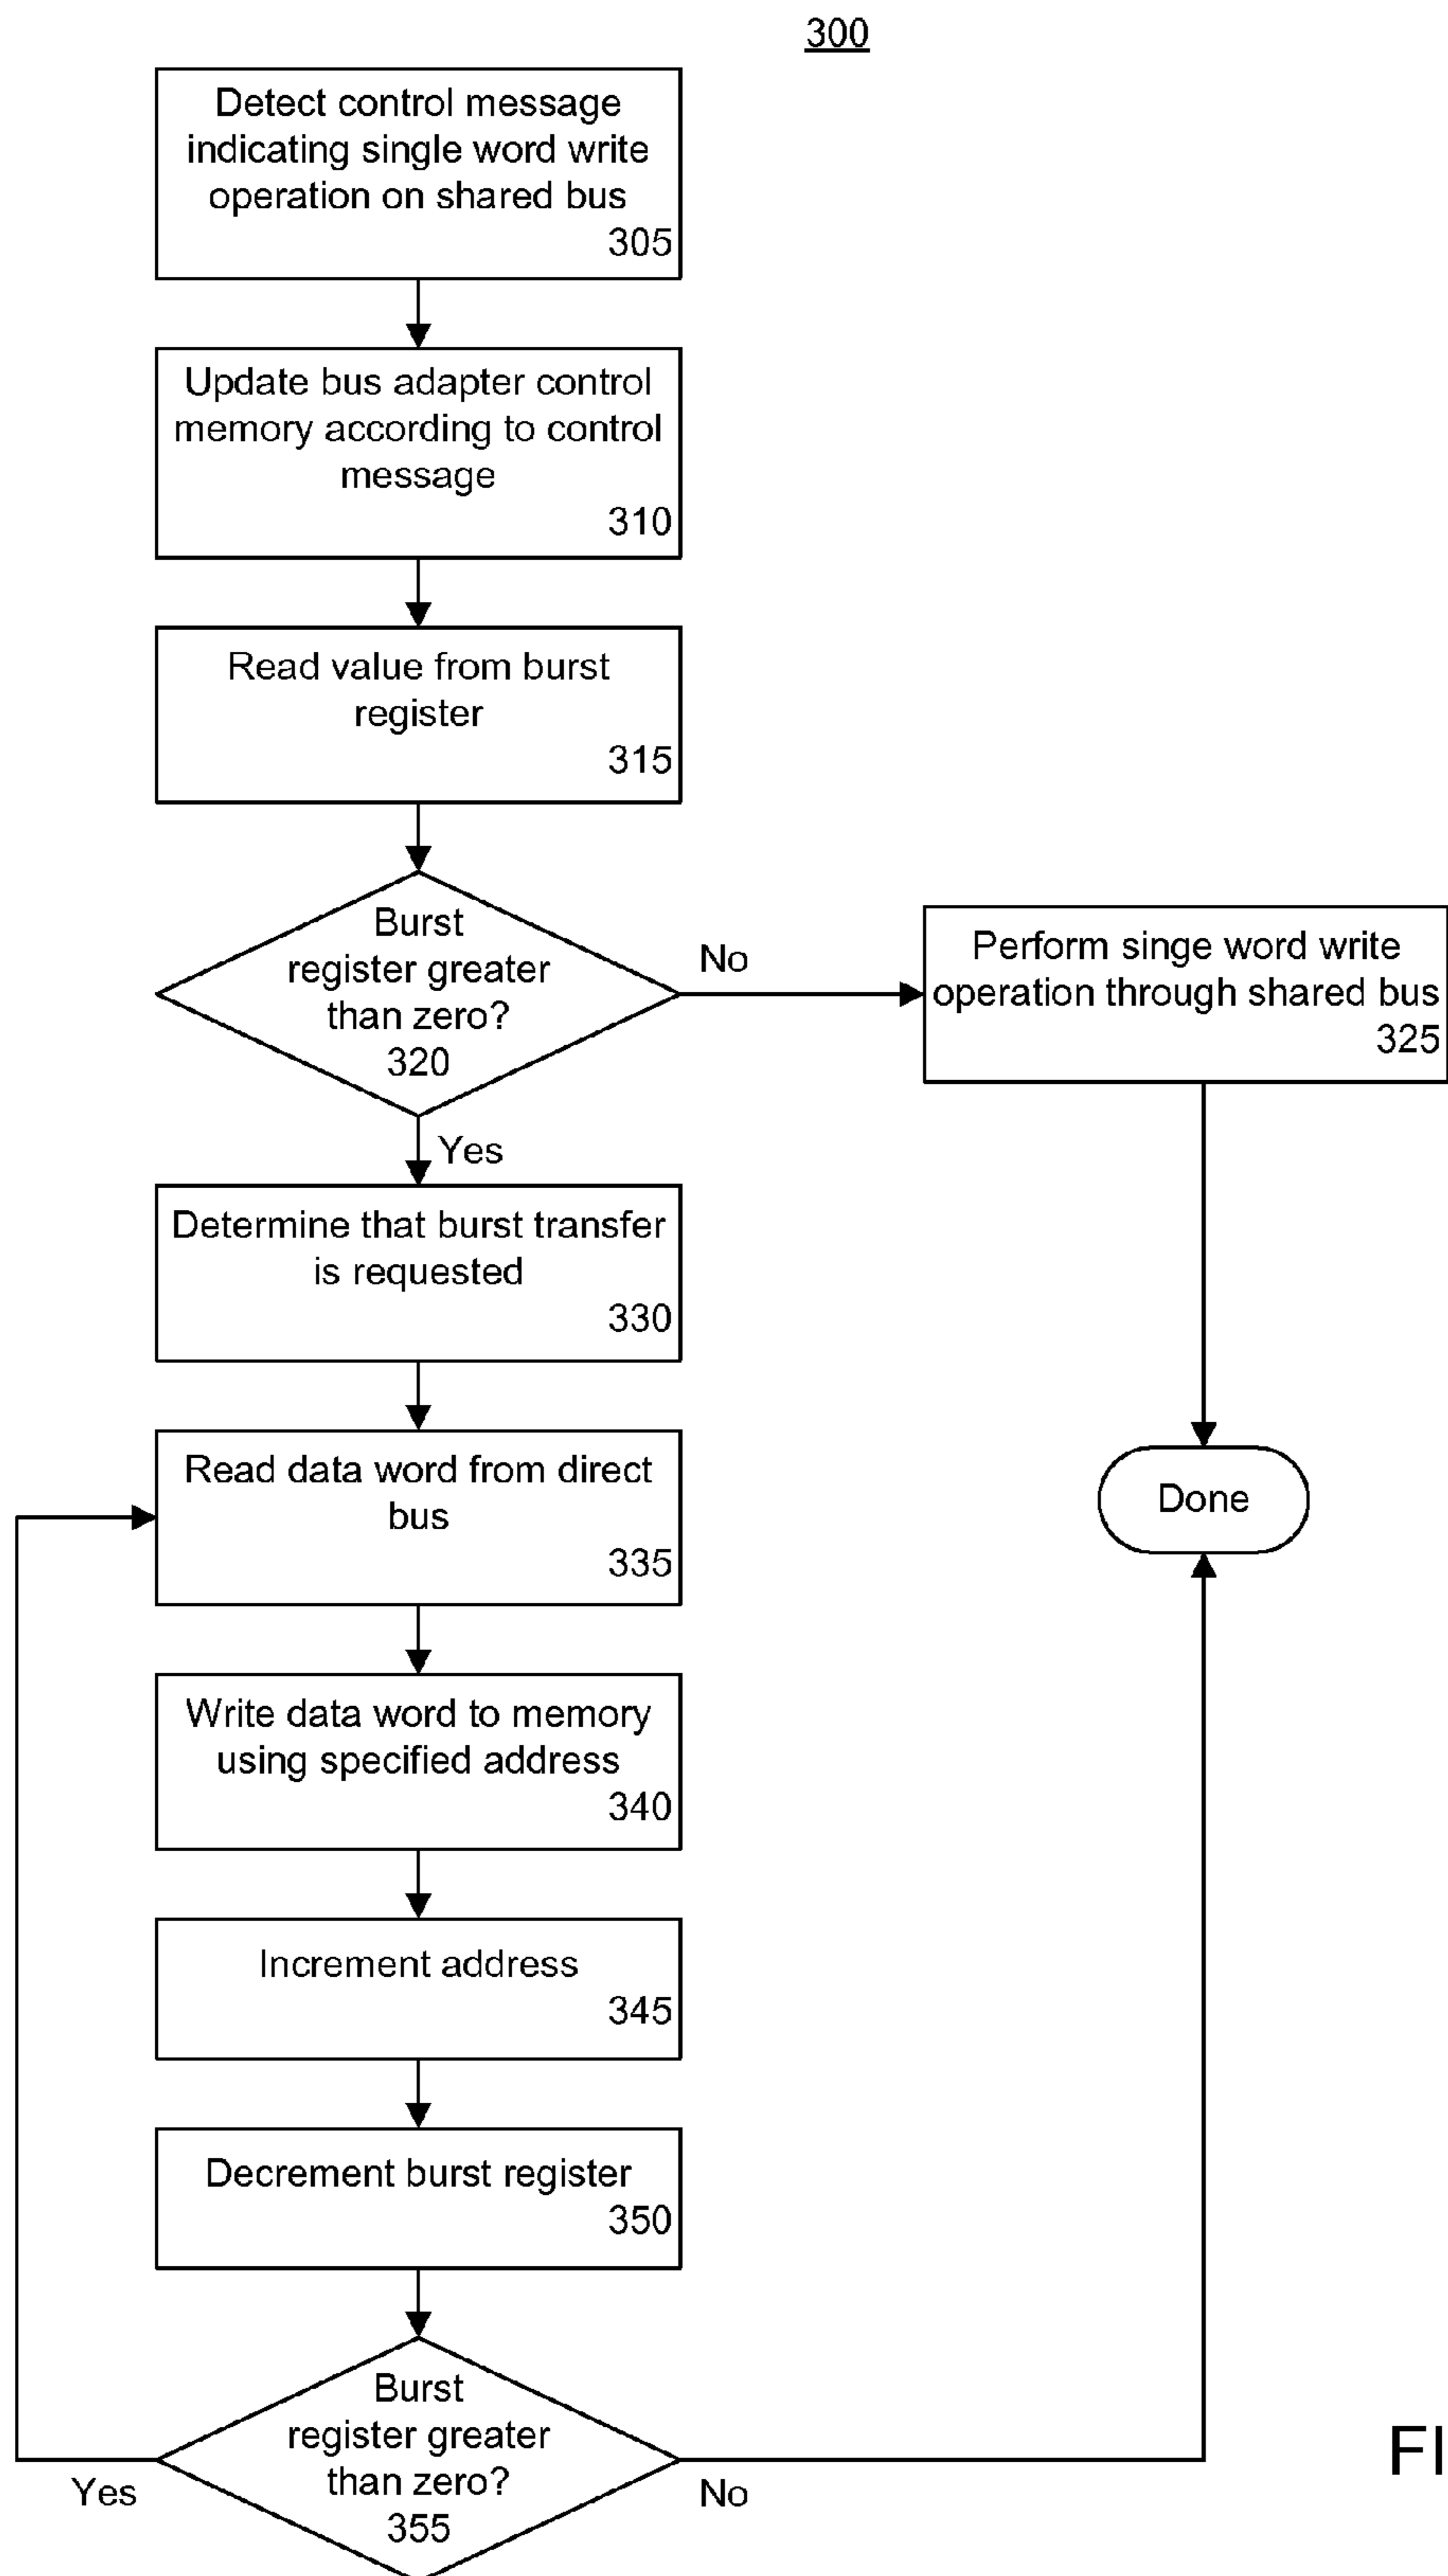 300
Detect control message
indicating single word write
operation on shared bus
305
Update bus adapter control
memory according to control
message
310
Read value from burst
register
315
Burst
register greater
than zero?
320
No
Perform singe word write
operation through shared bus
325
Yes
Determine that burst transfer
is requested
330
Read data word from direct
bus
335
Done
Write data word to memory
using specified address
340
Increment address
345
Decrement burst register
350
Burst
register greater
than zero?
355
Yes
No
FI